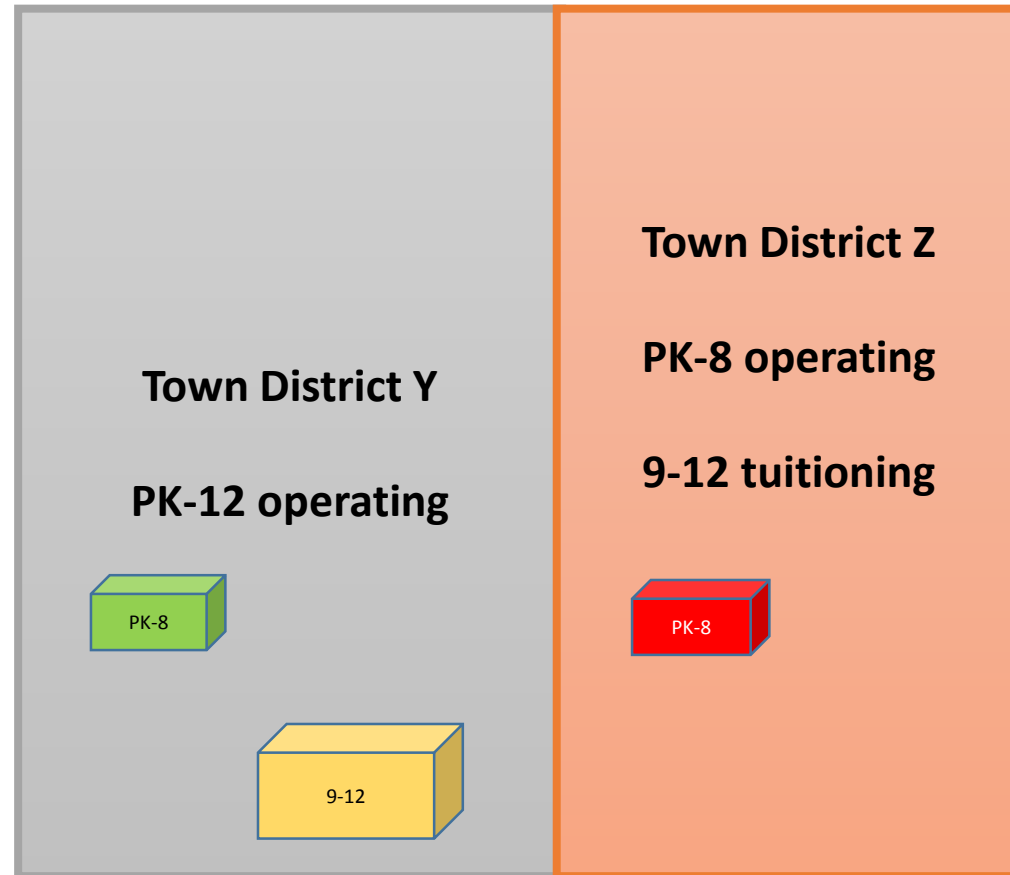 Town District Y
PK-12 operating
PK-8
9-12
Town District Z
PK-8 operating
9-12 tuitioning
PK-8